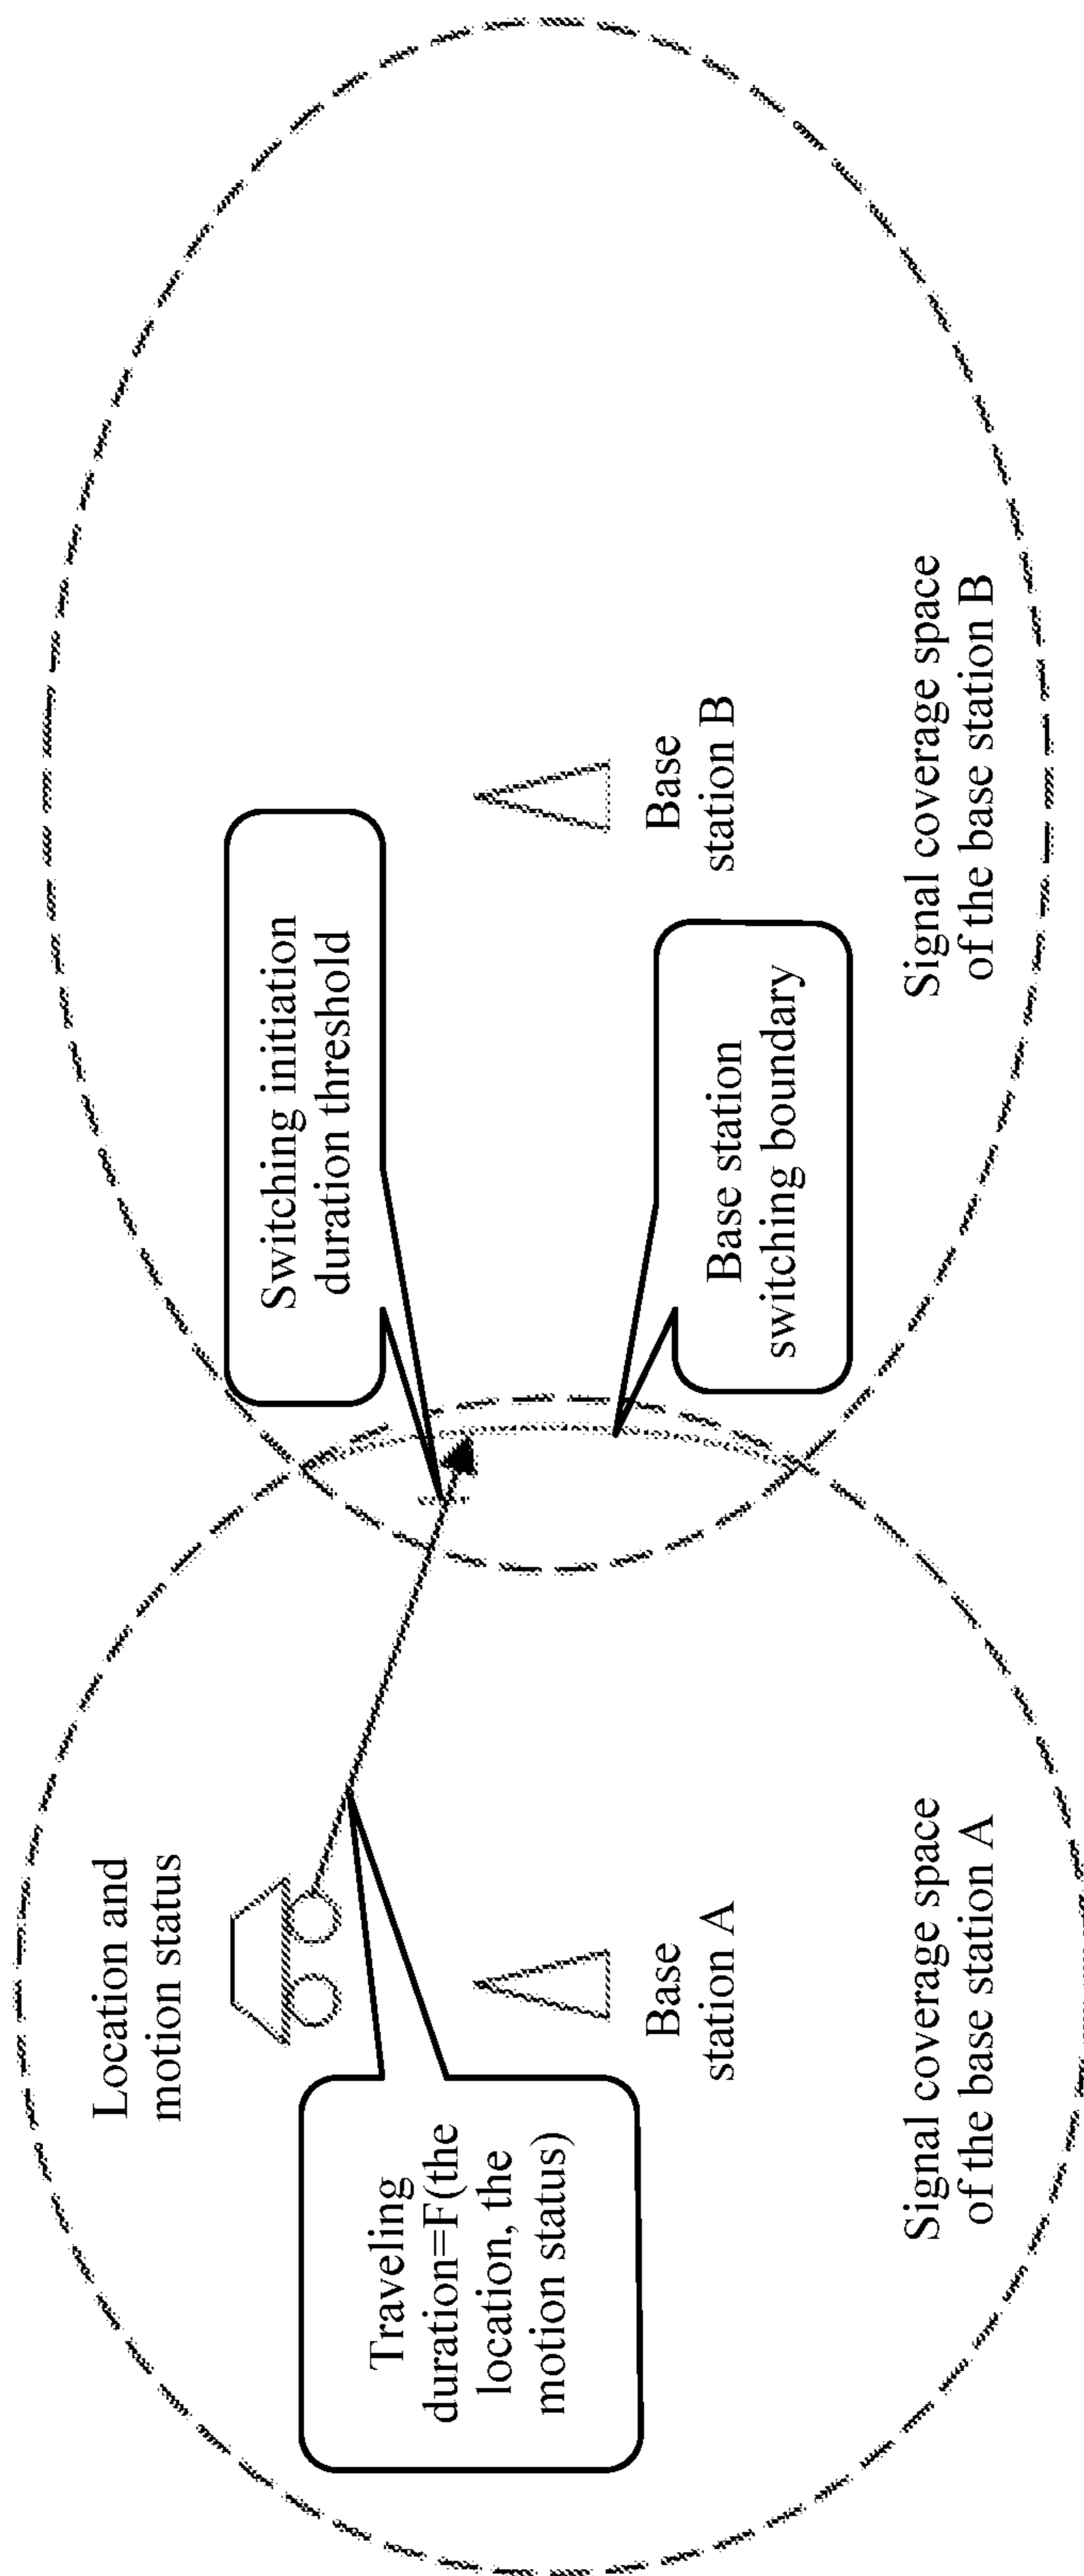 Location and
motion status
Traveling
duration=F(the
location, the
motion status)
Base
station A
Signal coverage space
of the base station A
Switching initiation
duration threshold
Base station
switching boundary
Base
station B
Signal coverage space
of the base station B